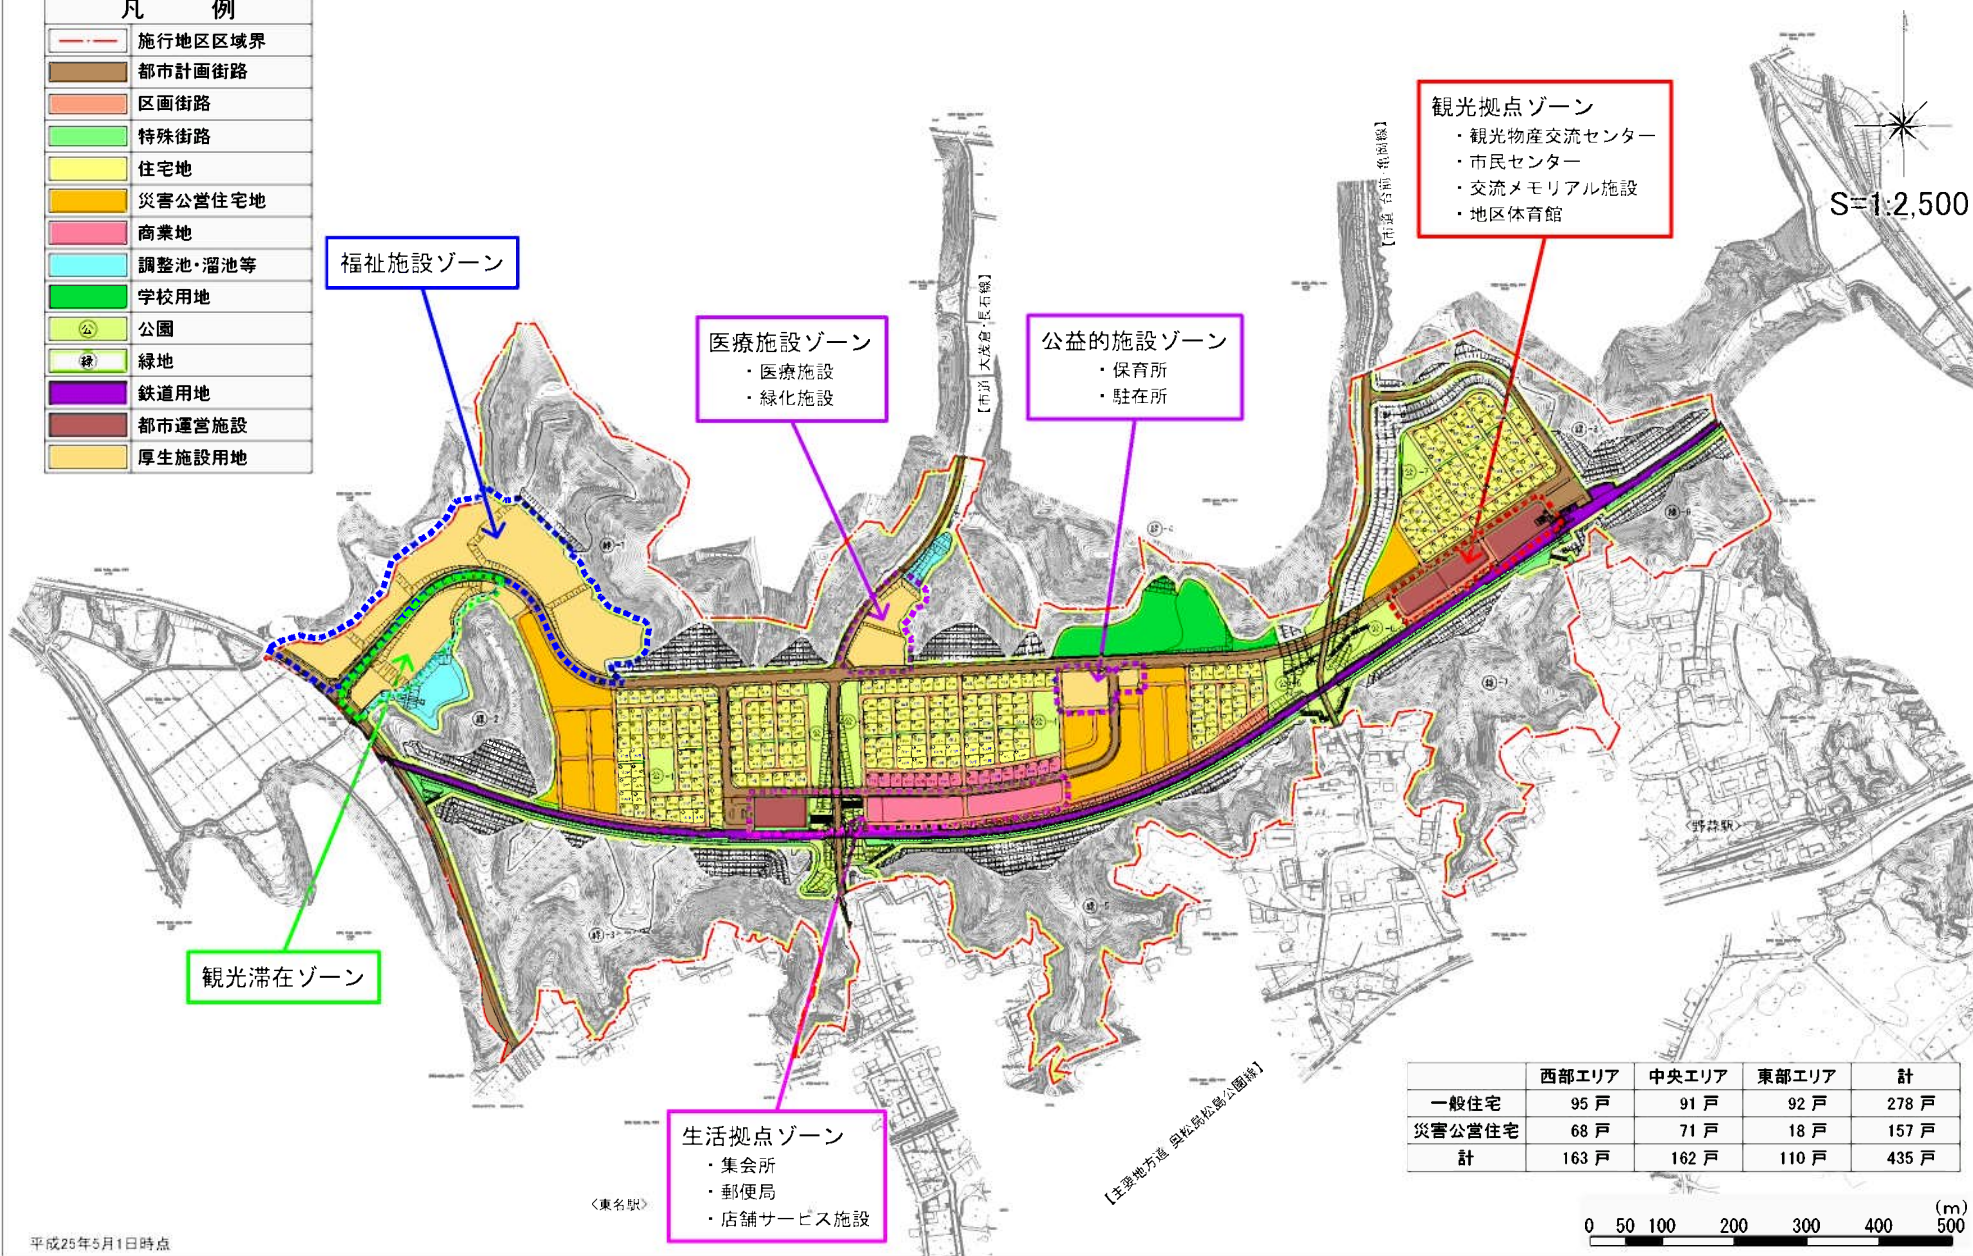 凡 例
施行地区区域界
都市計画街路
区画街路
特殊街路
住宅地
災害公営住宅地
商業地
調整池・溜池等
学校用地
公 公園
緑 緑地
鉄道用地
都市運営施設
厚生施設用地
福祉施設ゾーン
医療施設ゾーン
・医療施設
・緑化施設
公益的施設ゾーン
・保育所
・駐在所
観光拠点ゾーン
・観光物産交流センター
・市民センター
・交流メモリアル施設
・地区体育館
S=1:2,500
【市道 大茂倉・長石線】
【市道 台前・亀岡線】
観光滞在ゾーン
生活拠点ゾーン
・集会所
・郵便局
・店舗サービス施設
〈東名駅〉
〈野蒜駅〉
【主要地方道 奥松島松島公園線】
西部エリア 中央エリア 東部エリア 計
一般住宅 95 戸 91 戸 92 戸 278 戸
災害公営住宅 68 戸 71 戸 18 戸 157 戸
計 163 戸 162 戸 110 戸 435 戸
(m)
0 50 100 200 300 400 500
平成25年5月1日時点